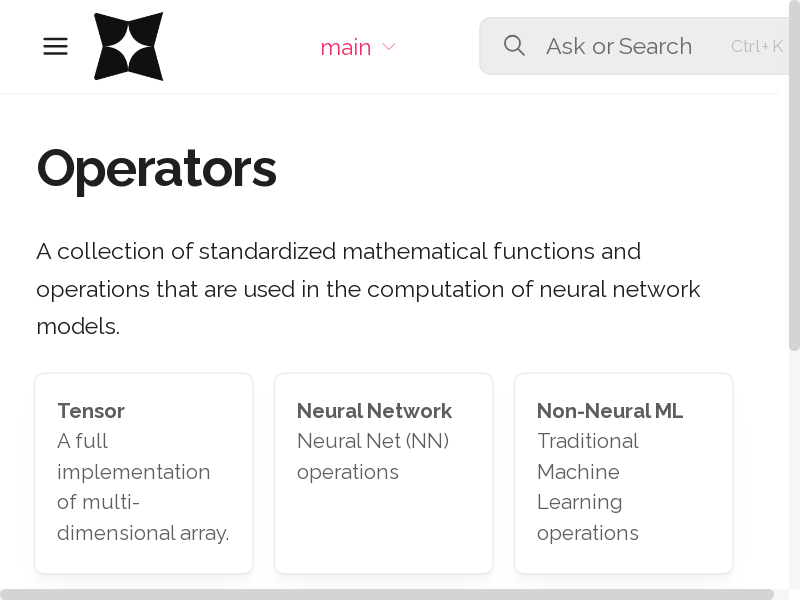 main
Ask or Search
Ctrl+K
Operators
A collection of standardized mathematical functions and
operations that are used in the computation of neural network
models.
Tensor
A full
implementation
of multi-
dimensional array.
Neural Network
Neural Net (NN)
operations
Non-Neural ML
Traditional
Machine
Learning
operations